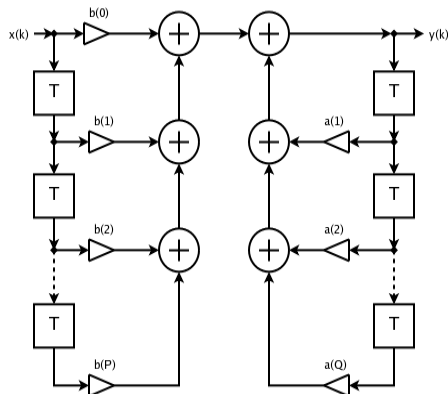 b(0)
x(k) y(k)
T T
b(1) a(1)
T T
b(2) a(2)
T T
b(P) a(Q)